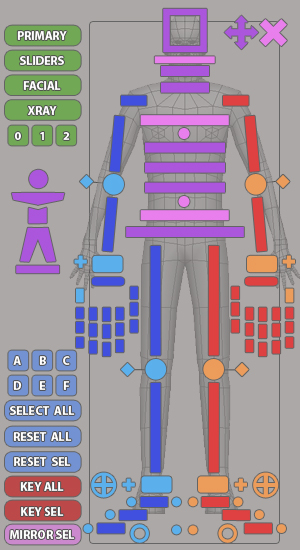 PRIMARY
SLIDERS
FACIAL
XRAY
0 1 2
A B C
D E F
SELECT ALL
RESET ALL
RESET SEL
KEY ALL
KEY SEL
MIRROR SEL